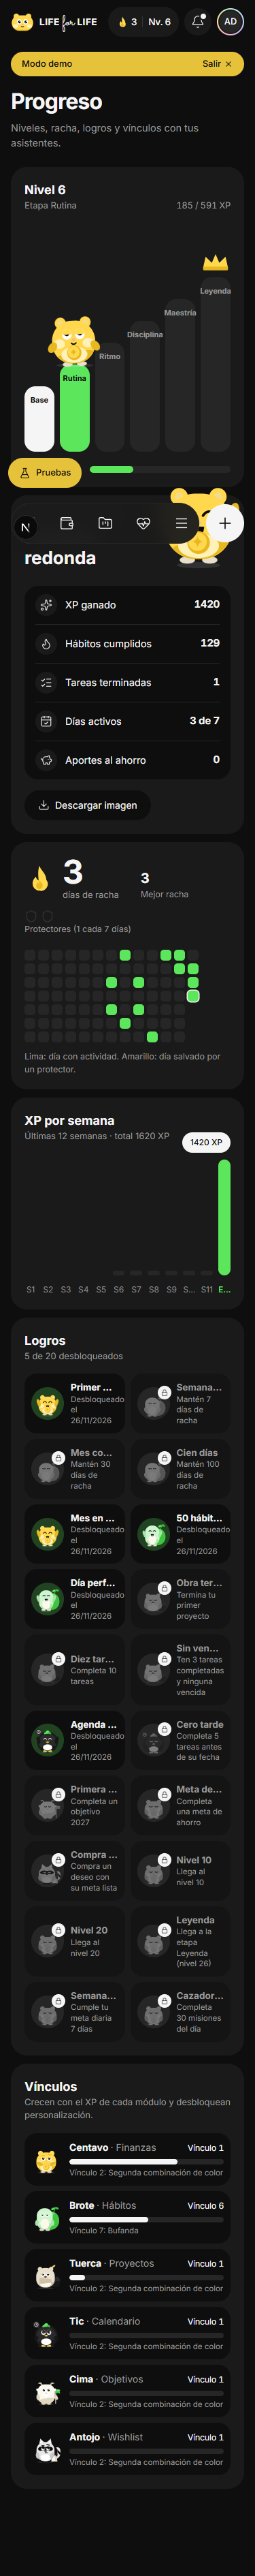 LIFE for LIFE
3
Nv. 6
AD
Modo demo
Salir ×
Progreso
Niveles, racha, logros y vínculos con tus
asistentes.
Nivel 6
Etapa Rutina
185 / 591 XP
Leyenda
Maestría
Disciplina
Ritmo
Rutina
Base
Pruebas
N
redonda
XP ganado
1420
Hábitos cumplidos
129
Tareas terminadas
1
Días activos
3 de 7
Aportes al ahorro
0
Descargar imagen
3
días de racha
3
Mejor racha
Protectores (1 cada 7 días)
Lima: día con actividad. Amarillo: día salvado por
un protector.
XP por semana
Últimas 12 semanas · total 1620 XP
1420 XP
S1 S2 S3 S4 S5 S6 S7 S8 S9 S... S11 E...
Logros
5 de 20 desbloqueados
Primer ...
Desbloqueado
el
26/11/2026
Semana...
Mantén 7
días de
racha
Mes co...
Mantén 30
días de
racha
Cien días
Mantén 100
días de
racha
Mes en ...
Desbloqueado
el
26/11/2026
50 hábit...
Desbloqueado
el
26/11/2026
Día perf...
Desbloqueado
el
26/11/2026
Obra ter...
Termina tu
primer
proyecto
Diez tar...
Completa 10
tareas
Sin ven...
Ten 3 tareas
completadas
y ninguna
vencida
Agenda ...
Desbloqueado
el
26/11/2026
Cero tarde
Completa 5
tareas antes
de su fecha
Primera ...
Completa un
objetivo
2027
Meta de...
Completa
una meta de
ahorro
Compra ...
Compra un
deseo con
su meta lista
Nivel 10
Llega al
nivel 10
Nivel 20
Llega al
nivel 20
Leyenda
Llega a la
etapa
Leyenda
(nivel 26)
Semana...
Cumple tu
meta diaria
7 días
Cazador...
Completa
30 misiones
del día
Vínculos
Crecen con el XP de cada módulo y desbloquean
personalización.
Centavo · Finanzas
Vínculo 1
Vínculo 2: Segunda combinación de color
Brote · Hábitos
Vínculo 6
Vínculo 7: Bufanda
Tuerca · Proyectos
Vínculo 1
Vínculo 2: Segunda combinación de color
Tic · Calendario
Vínculo 1
Vínculo 2: Segunda combinación de color
Cima · Objetivos
Vínculo 1
Vínculo 2: Segunda combinación de color
Antojo · Wishlist
Vínculo 1
Vínculo 2: Segunda combinación de color